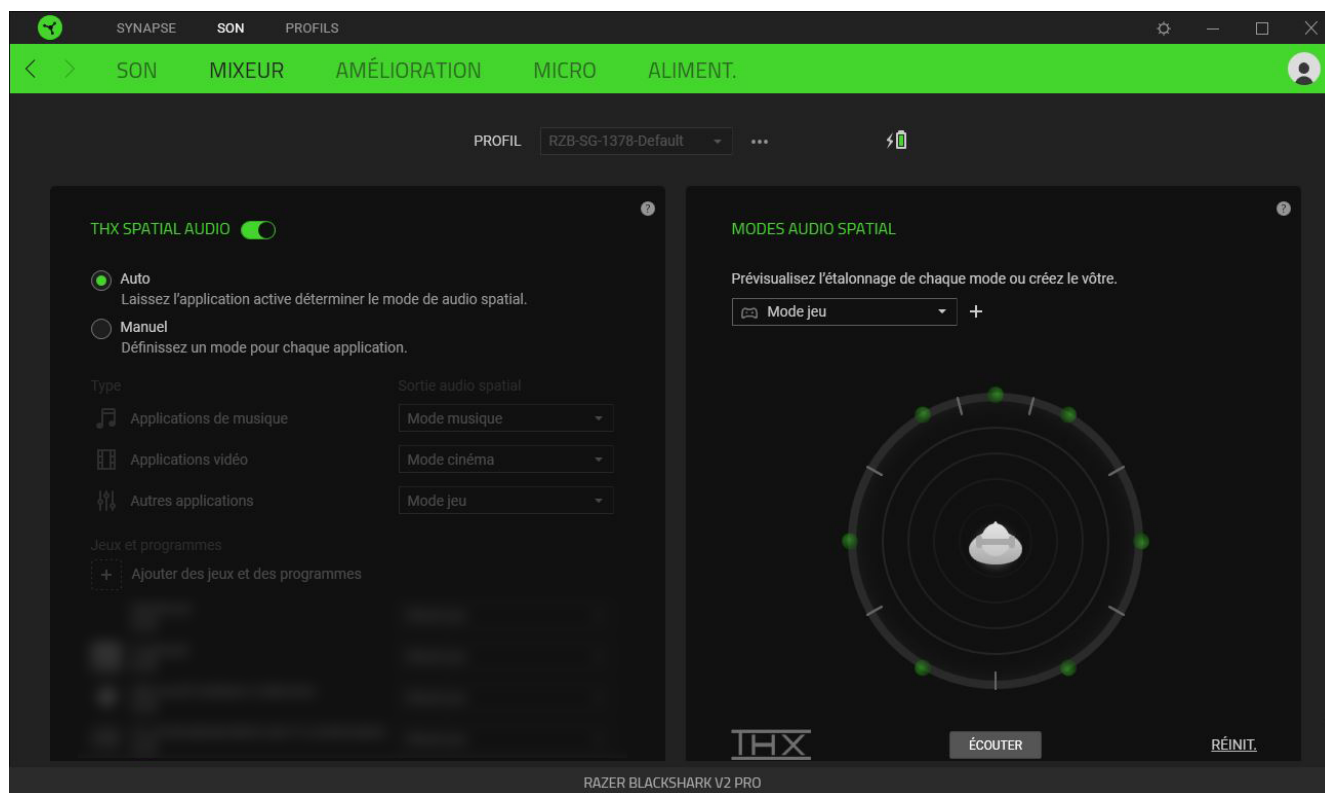 SYNAPSE SON PROFILS
SON MIXEUR AMÉLIORATION MICRO ALIMENT.
PROFIL RZB-SG-1378-Default
THX SPATIAL AUDIO
Auto
Laissez l'application active déterminer le mode de audio spatial.
Manuel
Définissez un mode pour chaque application.
Type Sortie audio spatial
Applications de musique Mode musique
Applications vidéo Mode cinéma
Autres applications Mode jeu
Jeux et programmes
+ Ajouter des jeux et des programmes
MODES AUDIO SPATIAL
Prévisualisez l'étalonnage de chaque mode ou créez le vôtre.
Mode jeu +
THX ÉCOUTER RÉINIT.
RAZER BLACKSHARK V2 PRO